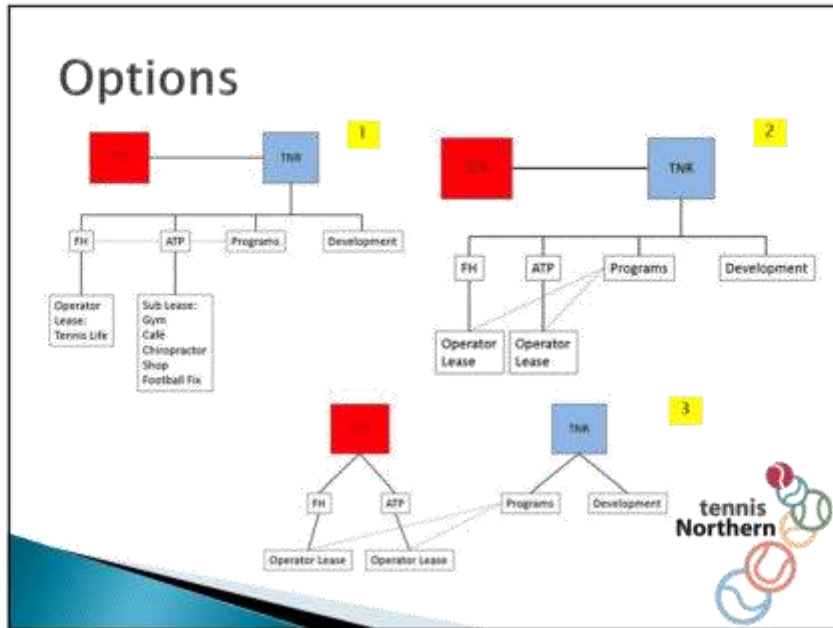 Options
1
TNR
FH
ATP
Programs
Development
Operator
Lease:
Tennis Life
Sub Lease:
Gym
Café
Chiropractor
Shop
Football Fix
2
TNR
FH
ATP
Programs
Development
Operator
Lease
Operator
Lease
3
TNR
FH
ATP
Programs
Development
Operator Lease
Operator Lease
tennis
Northern